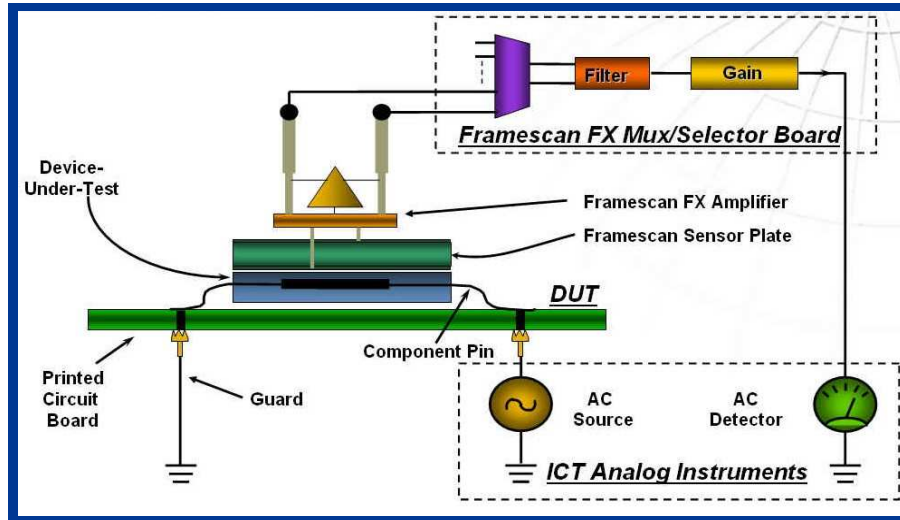 Filter
Gain
Framescan FX Mux/Selector Board
Device-
Under-Test
Framescan FX Amplifier
Framescan Sensor Plate
DUT
Component Pin
Printed
Circuit
Board
Guard
AC
Source
AC
Detector
ICT Analog Instruments